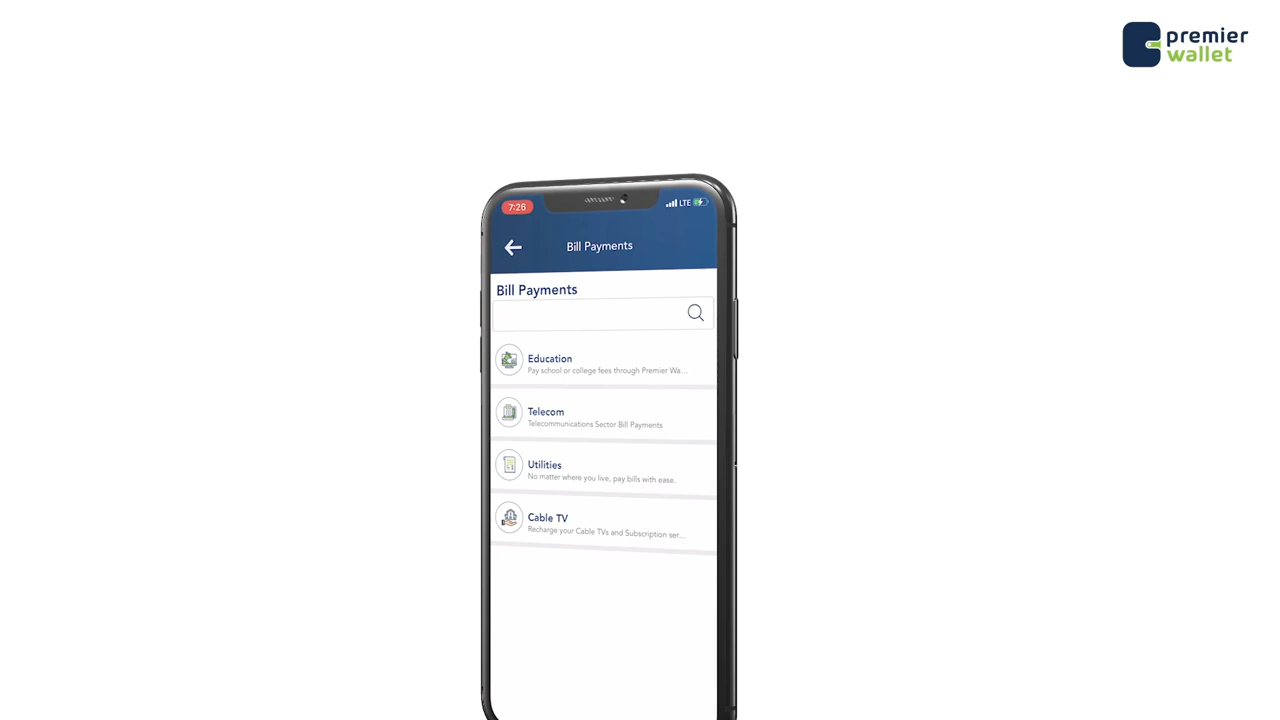 premier
wallet
7:26
LTE
Bill Payments
Bill Payments
Education
Pay school or college fees through Premier Wa...
Telecom
Telecommunications Sector Bill Payments
Utilities
No matter where you live, pay bills with ease.
Cable TV
Recharge your Cable TVs and Subscription ser...